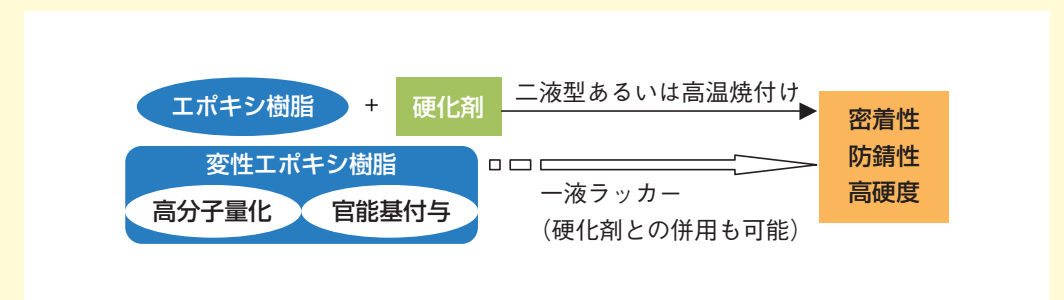 エポキシ樹脂 + 硬化剤 二液型あるいは高温焼付け
変性エポキシ樹脂
高分子量化 官能基付与
一液ラッカー
（硬化剤との併用も可能）
密着性
防錆性
高硬度